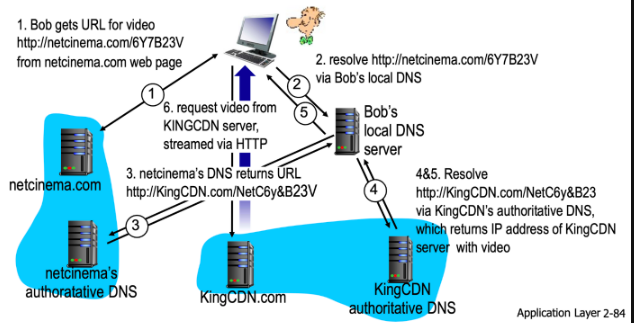 1. Bob gets URL for video
http://netcinema.com/6Y7B23V
from netcinema.com web page
2. resolve http://netcinema.com/6Y7B23V
via Bob's local DNS
1
2
5
6. request video from
KINGCDN server,
streamed via HTTP
Bob's
local DNS
server
netcinema.com
3. netcinema's DNS returns URL
http://KingCDN.com/NetC6y&B23V
3
4
4&5. Resolve
http://KingCDN.com/NetC6y&B23
via KingCDN's authoritative DNS,
which returns IP address of KingCDN
server with video
netcinema's
authoratative DNS
KingCDN.com
KingCDN
authoritative DNS
Application Layer 2-84